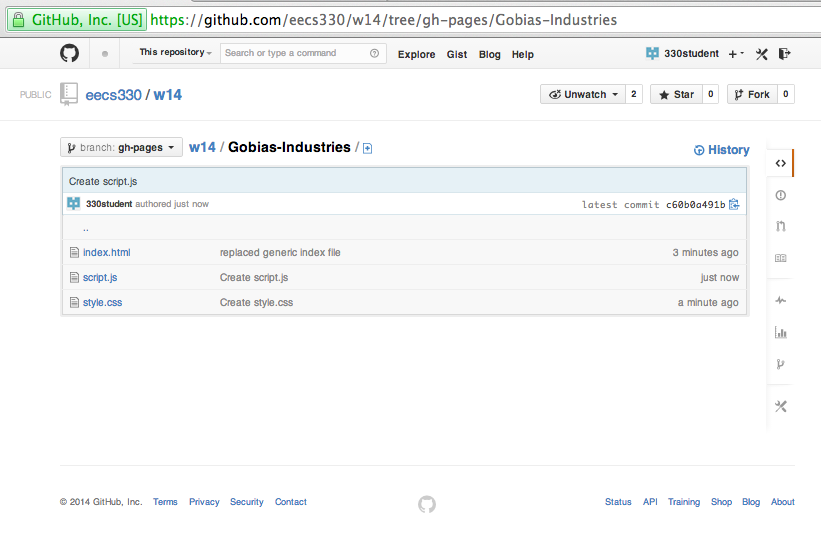 GitHub, Inc. [US] https://github.com/eecs330/w14/tree/gh-pages/Gobias-Industries
This repository Search or type a command Explore Gist Blog Help 330student
PUBLIC eecs330 / w14 Unwatch 2 Star 0 Fork 0
branch: gh-pages w14 / Gobias-Industries / History
Create script.js
330student authored just now latest commit c60b0a491b
..
index.html replaced generic index file 3 minutes ago
script.js Create script.js just now
style.css Create style.css a minute ago
© 2014 GitHub, Inc. Terms Privacy Security Contact Status API Training Shop Blog About